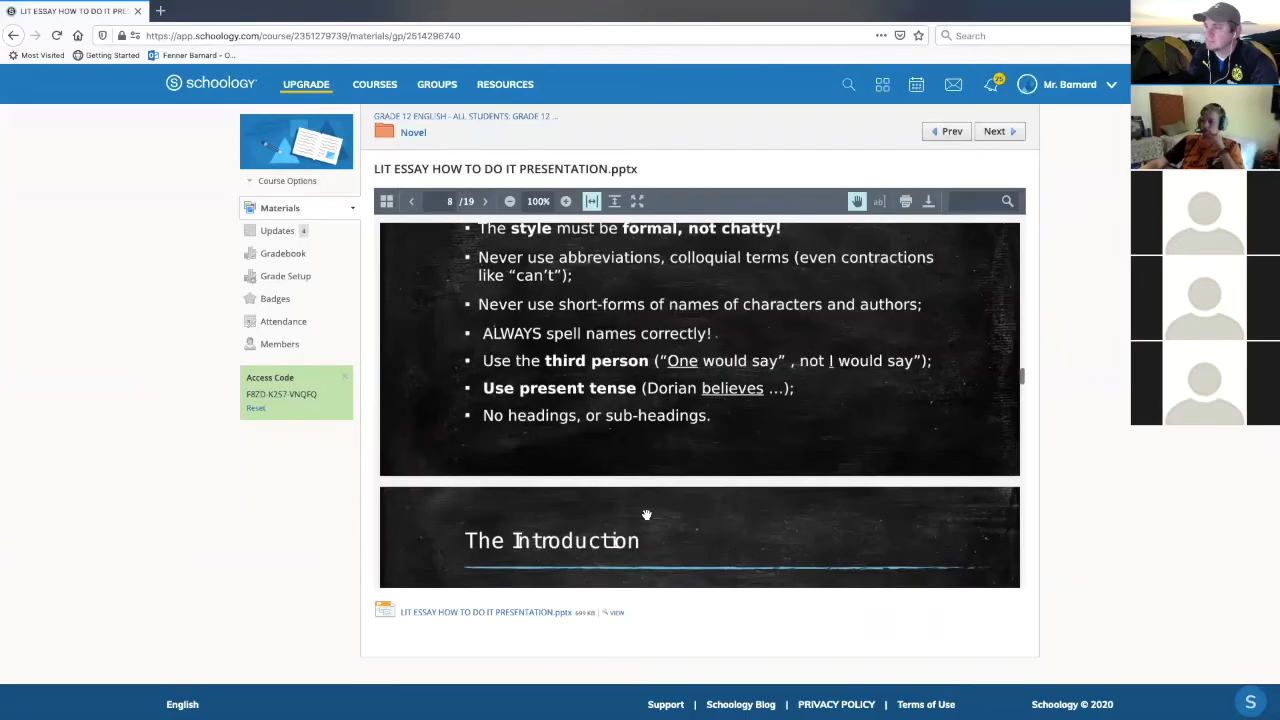 LIT ESSAY HOW TO DO IT PRES
https://app.schoology.com/course/2351279739/materials/gp/2514296740
Search
Most Visited
Getting Started
Fenner Barnard - O...
schoology
UPGRADE
COURSES
GROUPS
RESOURCES
25
Mr. Barnard
GRADE 12 ENGLISH - ALL STUDENTS: GRADE 12 ...
Novel
Prev
Next
Course Options
Materials
Updates 4
Gradebook
Grade Setup
Badges
Attendance
Members
Access Code
F8ZD-K2S7-VNQFQ
Reset
LIT ESSAY HOW TO DO IT PRESENTATION.pptx
8 /19
100%
ab
▪ The style must be formal, not chatty!
▪ Never use abbreviations, colloquial terms (even contractions
like “can’t”);
▪ Never use short-forms of names of characters and authors;
▪ ALWAYS spell names correctly!
▪ Use the third person (“One would say” , not I would say”);
▪ Use present tense (Dorian believes …);
▪ No headings, or sub-headings.
The Introduction
LIT ESSAY HOW TO DO IT PRESENTATION.pptx 693 KB VIEW
English
Support
Schoology Blog
PRIVACY POLICY
Terms of Use
Schoology © 2020
S